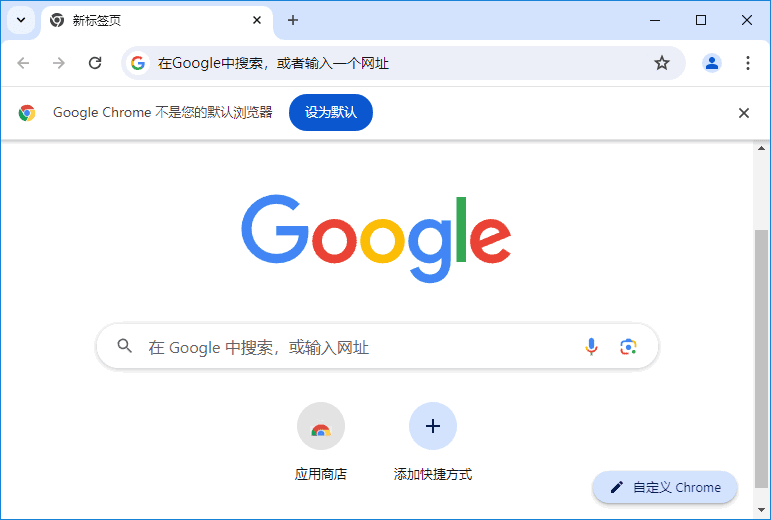 新标签页
在Google中搜索，或者输入一个网址
Google Chrome 不是您的默认浏览器 设为默认
Google
在 Google 中搜索，或输入网址
应用商店 添加快捷方式
自定义 Chrome